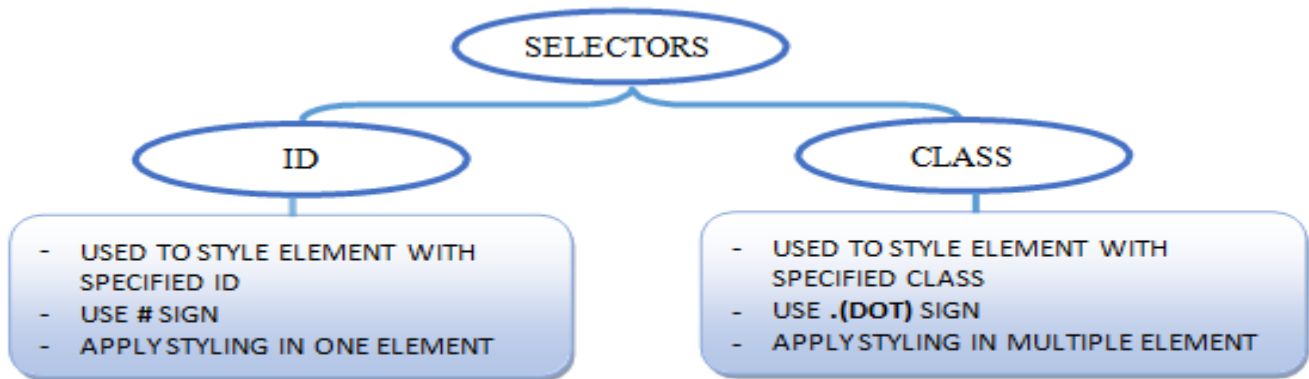 SELECTORS
ID
CLASS
- USED TO STYLE ELEMENT WITH
SPECIFIED ID
- USE # SIGN
- APPLY STYLING IN ONE ELEMENT
- USED TO STYLE ELEMENT WITH
SPECIFIED CLASS
- USE .(DOT) SIGN
- APPLY STYLING IN MULTIPLE ELEMENT